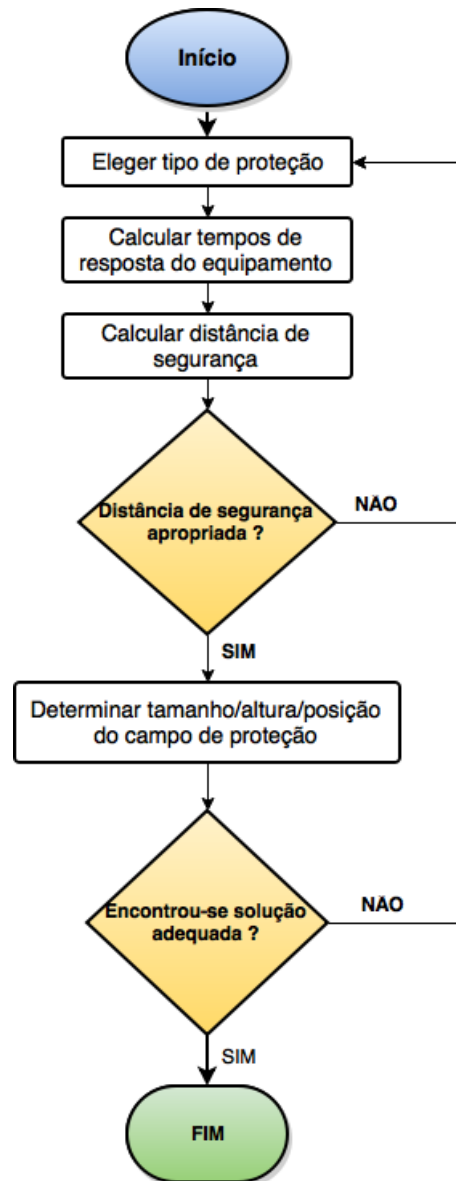 Início
Eleger tipo de proteção
Calcular tempos de
resposta do equipamento
Calcular distância de
segurança
Distância de segurança
apropriada ?
NÃO
SIM
Determinar tamanho/altura/posição
do campo de proteção
Encontrou-se solução
adequada ?
NÃO
SIM
FIM